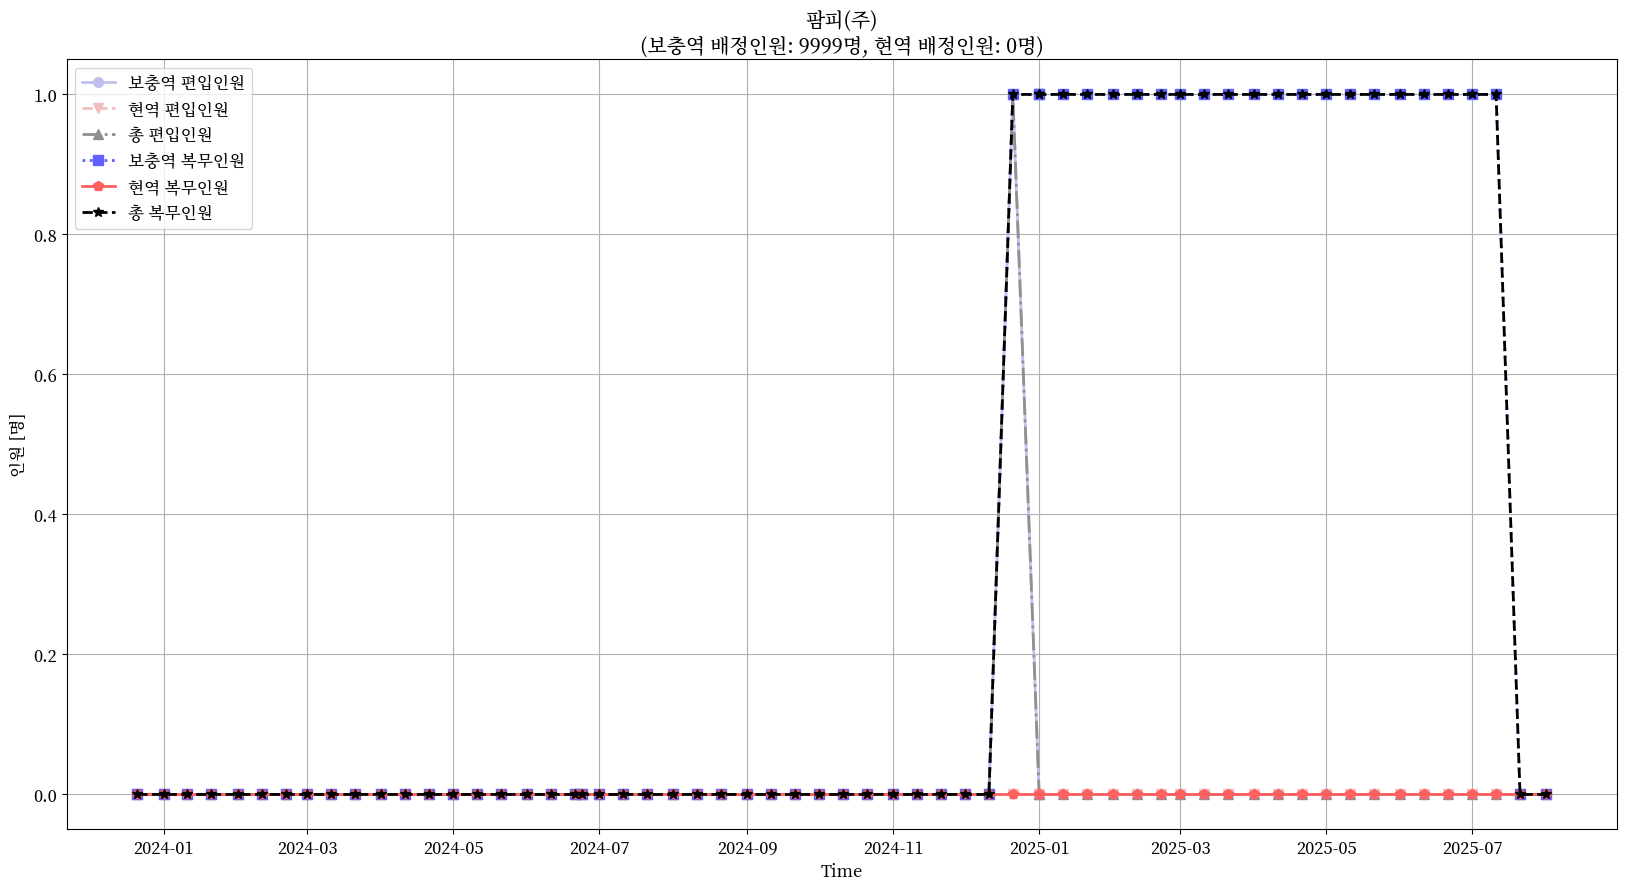 팜피(주)
(보충역 배정인원: 9999명, 현역 배정인원: 0명)
보충역 편입인원
현역 편입인원
총 편입인원
보충역 복무인원
현역 복무인원
총 복무인원
인원 [명]
1.0
0.8
0.6
0.4
0.2
0.0
2024-01 2024-03 2024-05 2024-07 2024-09 2024-11 2025-01 2025-03 2025-05 2025-07
Time